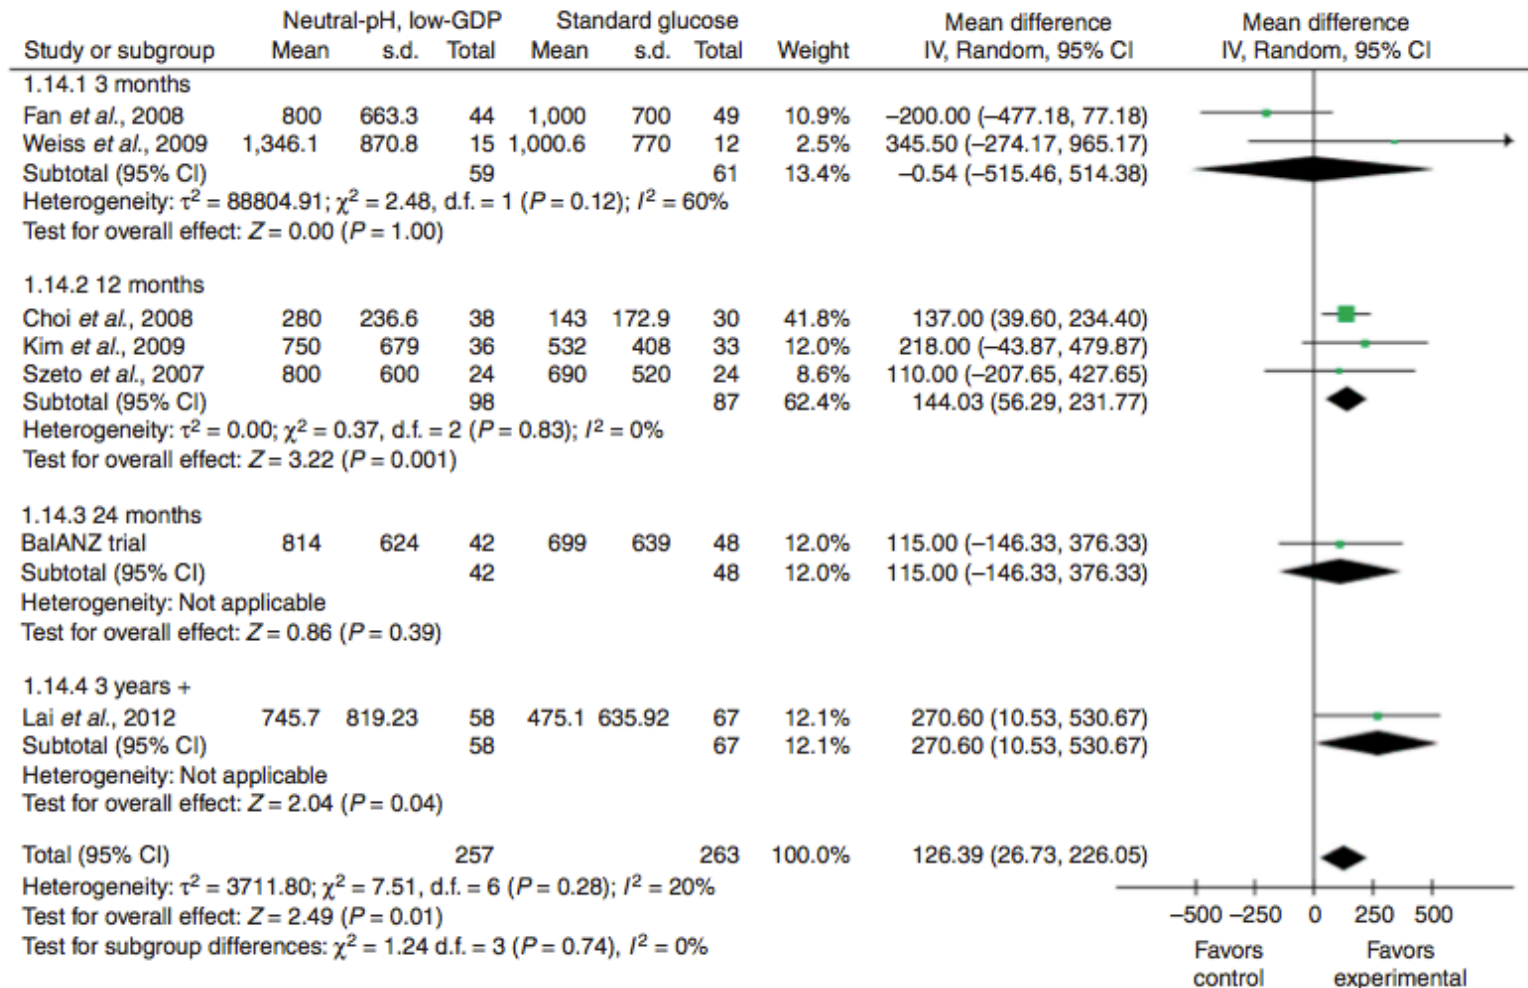 Neutral-pH, low-GDP Standard glucose Mean difference Mean difference
Study or subgroup Mean s.d. Total Mean s.d. Total Weight IV, Random, 95% CI IV, Random, 95% CI
1.14.1 3 months
Fan et al., 2008 800 663.3 44 1,000 700 49 10.9% −200.00 (−477.18, 77.18)
Weiss et al., 2009 1,346.1 870.8 15 1,000.6 770 12 2.5% 345.50 (−274.17, 965.17)
Subtotal (95% CI) 59 61 13.4% −0.54 (−515.46, 514.38)
Heterogeneity: τ² = 88804.91; χ² = 2.48, d.f. = 1 (P = 0.12); I² = 60%
Test for overall effect: Z = 0.00 (P = 1.00)
1.14.2 12 months
Choi et al., 2008 280 236.6 38 143 172.9 30 41.8% 137.00 (39.60, 234.40)
Kim et al., 2009 750 679 36 532 408 33 12.0% 218.00 (−43.87, 479.87)
Szeto et al., 2007 800 600 24 690 520 24 8.6% 110.00 (−207.65, 427.65)
Subtotal (95% CI) 98 87 62.4% 144.03 (56.29, 231.77)
Heterogeneity: τ² = 0.00; χ² = 0.37, d.f. = 2 (P = 0.83); I² = 0%
Test for overall effect: Z = 3.22 (P = 0.001)
1.14.3 24 months
BalANZ trial 814 624 42 699 639 48 12.0% 115.00 (−146.33, 376.33)
Subtotal (95% CI) 42 48 12.0% 115.00 (−146.33, 376.33)
Heterogeneity: Not applicable
Test for overall effect: Z = 0.86 (P = 0.39)
1.14.4 3 years +
Lai et al., 2012 745.7 819.23 58 475.1 635.92 67 12.1% 270.60 (10.53, 530.67)
Subtotal (95% CI) 58 67 12.1% 270.60 (10.53, 530.67)
Heterogeneity: Not applicable
Test for overall effect: Z = 2.04 (P = 0.04)
Total (95% CI) 257 263 100.0% 126.39 (26.73, 226.05)
Heterogeneity: τ² = 3711.80; χ² = 7.51, d.f. = 6 (P = 0.28); I² = 20%
Test for overall effect: Z = 2.49 (P = 0.01)
Test for subgroup differences: χ² = 1.24 d.f. = 3 (P = 0.74), I² = 0%
−500 −250 0 250 500
Favors Favors
control experimental